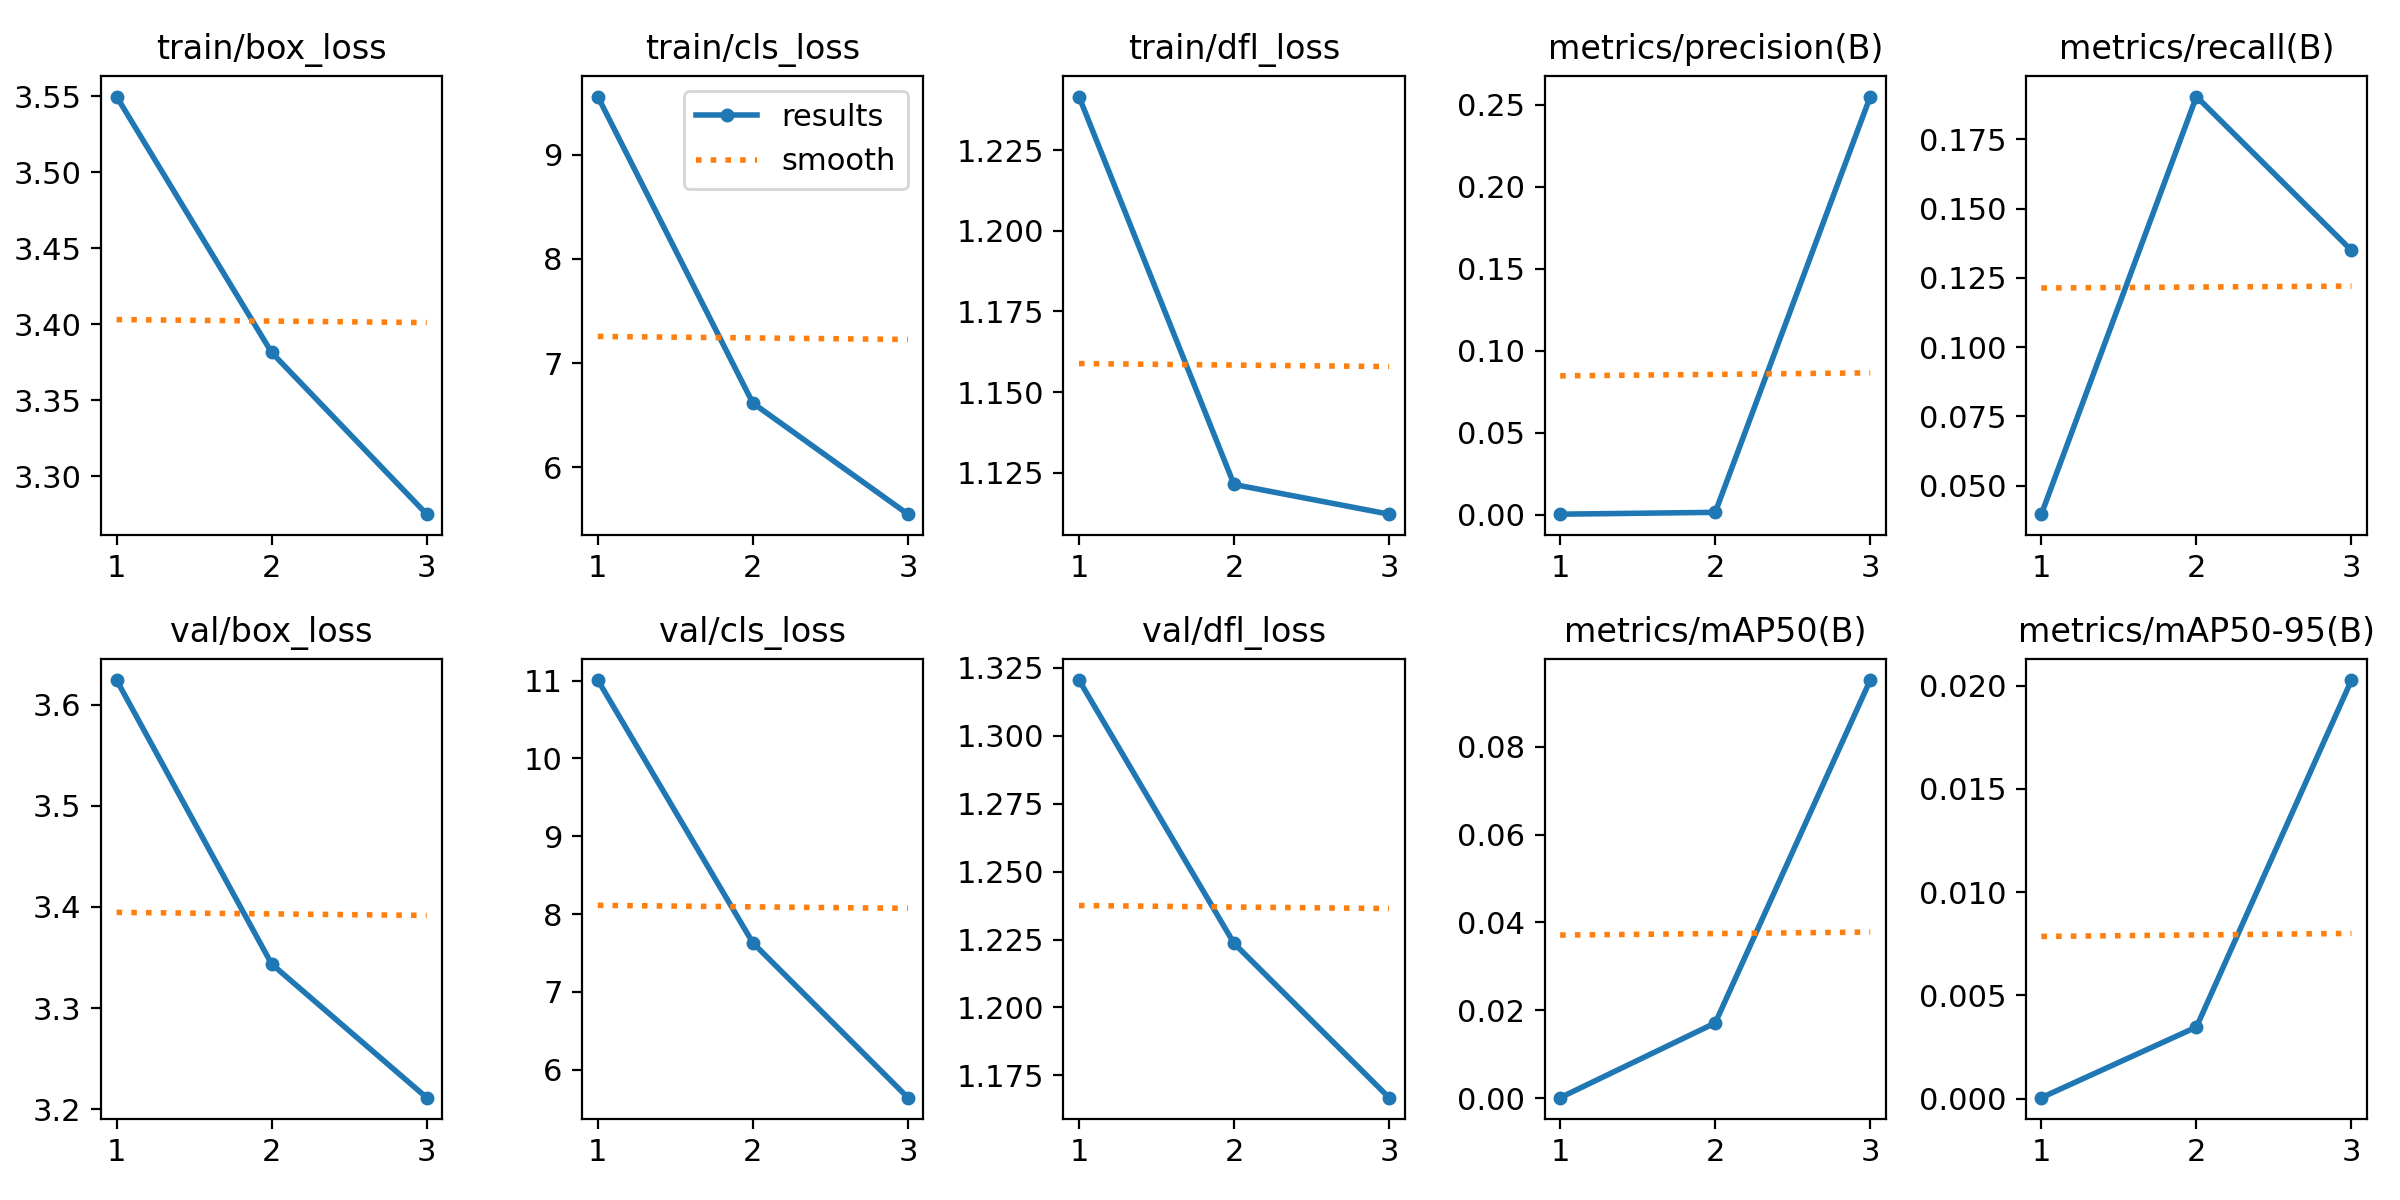 train/box_loss
3.55
3.50
3.45
3.40
3.35
3.30
1 2 3
train/cls_loss
results
smooth
9
8
7
6
1 2 3
train/dfl_loss
1.225
1.200
1.175
1.150
1.125
1 2 3
metrics/precision(B)
0.25
0.20
0.15
0.10
0.05
0.00
1 2 3
metrics/recall(B)
0.175
0.150
0.125
0.100
0.075
0.050
1 2 3
val/box_loss
3.6
3.5
3.4
3.3
3.2
1 2 3
val/cls_loss
11
10
9
8
7
6
1 2 3
val/dfl_loss
1.325
1.300
1.275
1.250
1.225
1.200
1.175
1 2 3
metrics/mAP50(B)
0.08
0.06
0.04
0.02
0.00
1 2 3
metrics/mAP50-95(B)
0.020
0.015
0.010
0.005
0.000
1 2 3